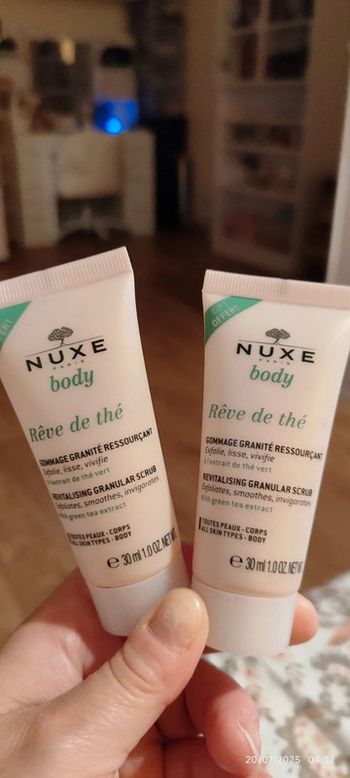 FERT
NUXE
PARIS
body
Rêve de thé
GOMMAGE GRANITÉ RESSOURÇANT
Exfolie, lisse, vivifie
à l'extrait de thé vert
REVITALISING GRANULAR SCRUB
Exfoliates, smoothes, invigorates
with green tea extract
TOUTES PEAUX - CORPS
ALL SKIN TYPES - BODY
℮ 30 ml 1.0 OZ. NET
OFFERT
NUXE
PARIS
body
Rêve de thé
GOMMAGE GRANITÉ RESSOURÇANT
Exfolie, lisse, vivifie
à l'extrait de thé vert
REVITALISING GRANULAR SCRUB
Exfoliates, smoothes, invigorates
with green tea extract
TOUTES PEAUX - CORPS
ALL SKIN TYPES - BODY
℮ 30 ml 1.0 OZ. NET
20/07/2025 04:32